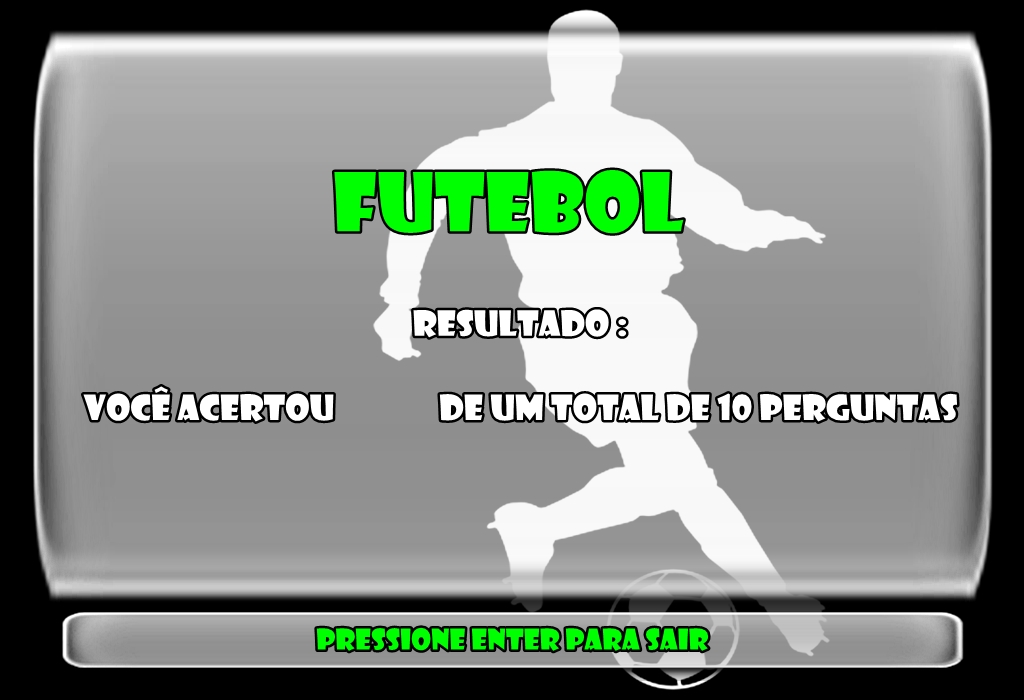 FUTEBOL
RESULTADO :
VOCÊ ACERTOU DE UM TOTAL DE 10 PERGUNTAS
PRESSIONE ENTER PARA SAIR